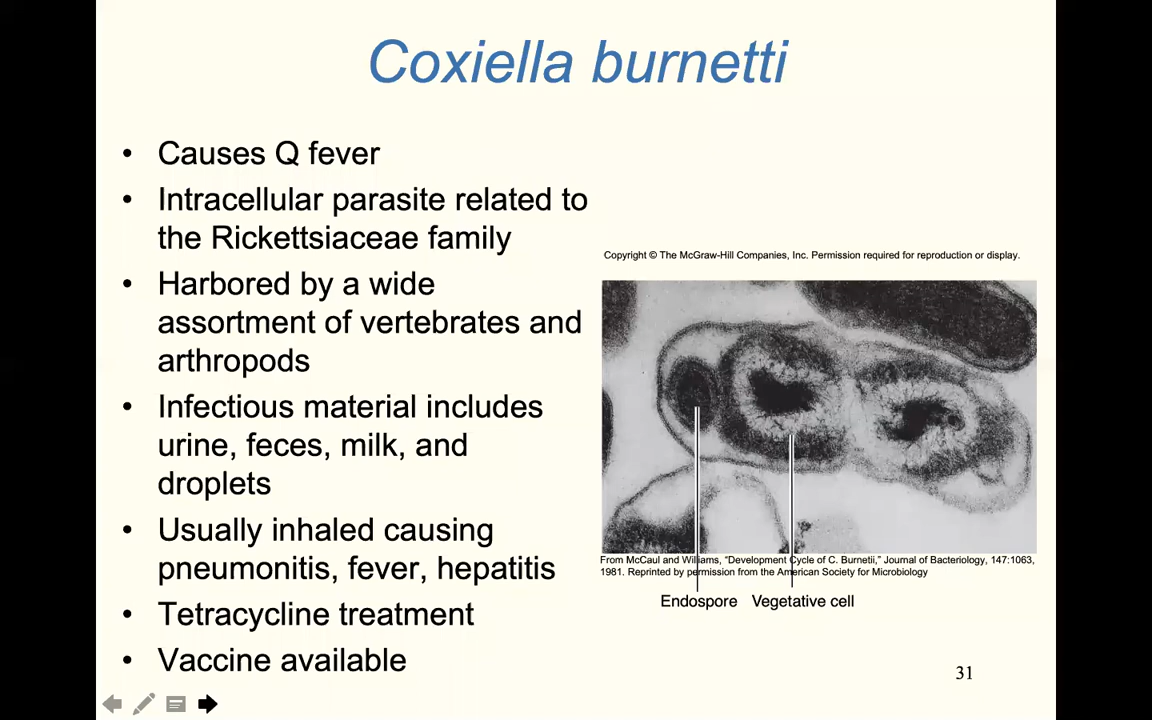 Coxiella burnetti
• Causes Q fever
• Intracellular parasite related to
the Rickettsiaceae family
• Harbored by a wide
assortment of vertebrates and
arthropods
• Infectious material includes
urine, feces, milk, and
droplets
• Usually inhaled causing
pneumonitis, fever, hepatitis
• Tetracycline treatment
• Vaccine available
Copyright © The McGraw-Hill Companies, Inc. Permission required for reproduction or display.
From McCaul and Williams, "Development Cycle of C. Burnetii," Journal of Bacteriology, 147:1063,
1981. Reprinted by permission from the American Society for Microbiology
Endospore Vegetative cell
31